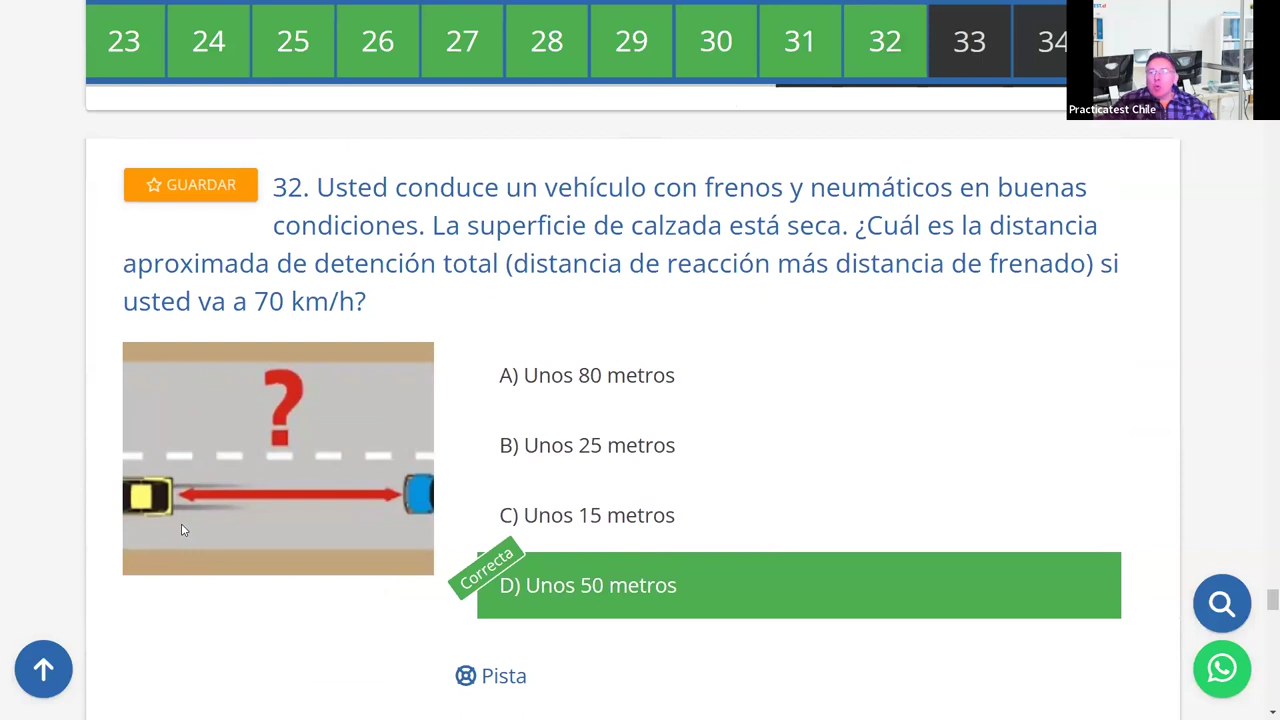 23 24 25 26 27 28 29 30 31 32 33 34
Practicatest Chile
GUARDAR
32. Usted conduce un vehículo con frenos y neumáticos en buenas
condiciones. La superficie de calzada está seca. ¿Cuál es la distancia
aproximada de detención total (distancia de reacción más distancia de frenado) si
usted va a 70 km/h?
?
A) Unos 80 metros
B) Unos 25 metros
C) Unos 15 metros
Correcta
D) Unos 50 metros
Pista